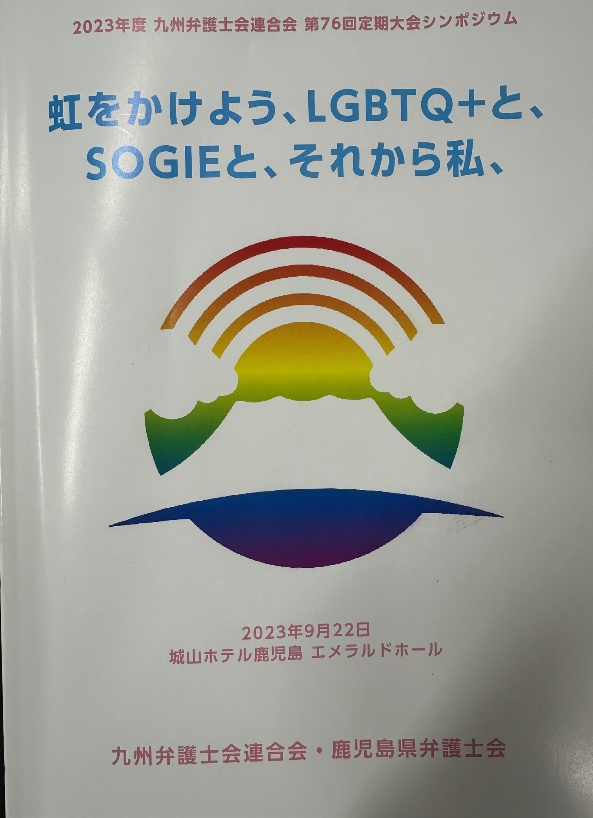 2023年度 九州弁護士会連合会 第76回定期大会シンポジウム
虹をかけよう、LGBTQ+と、
SOGIEと、それから私、
2023年9月22日
城山ホテル鹿児島 エメラルドホール
九州弁護士会連合会・鹿児島県弁護士会